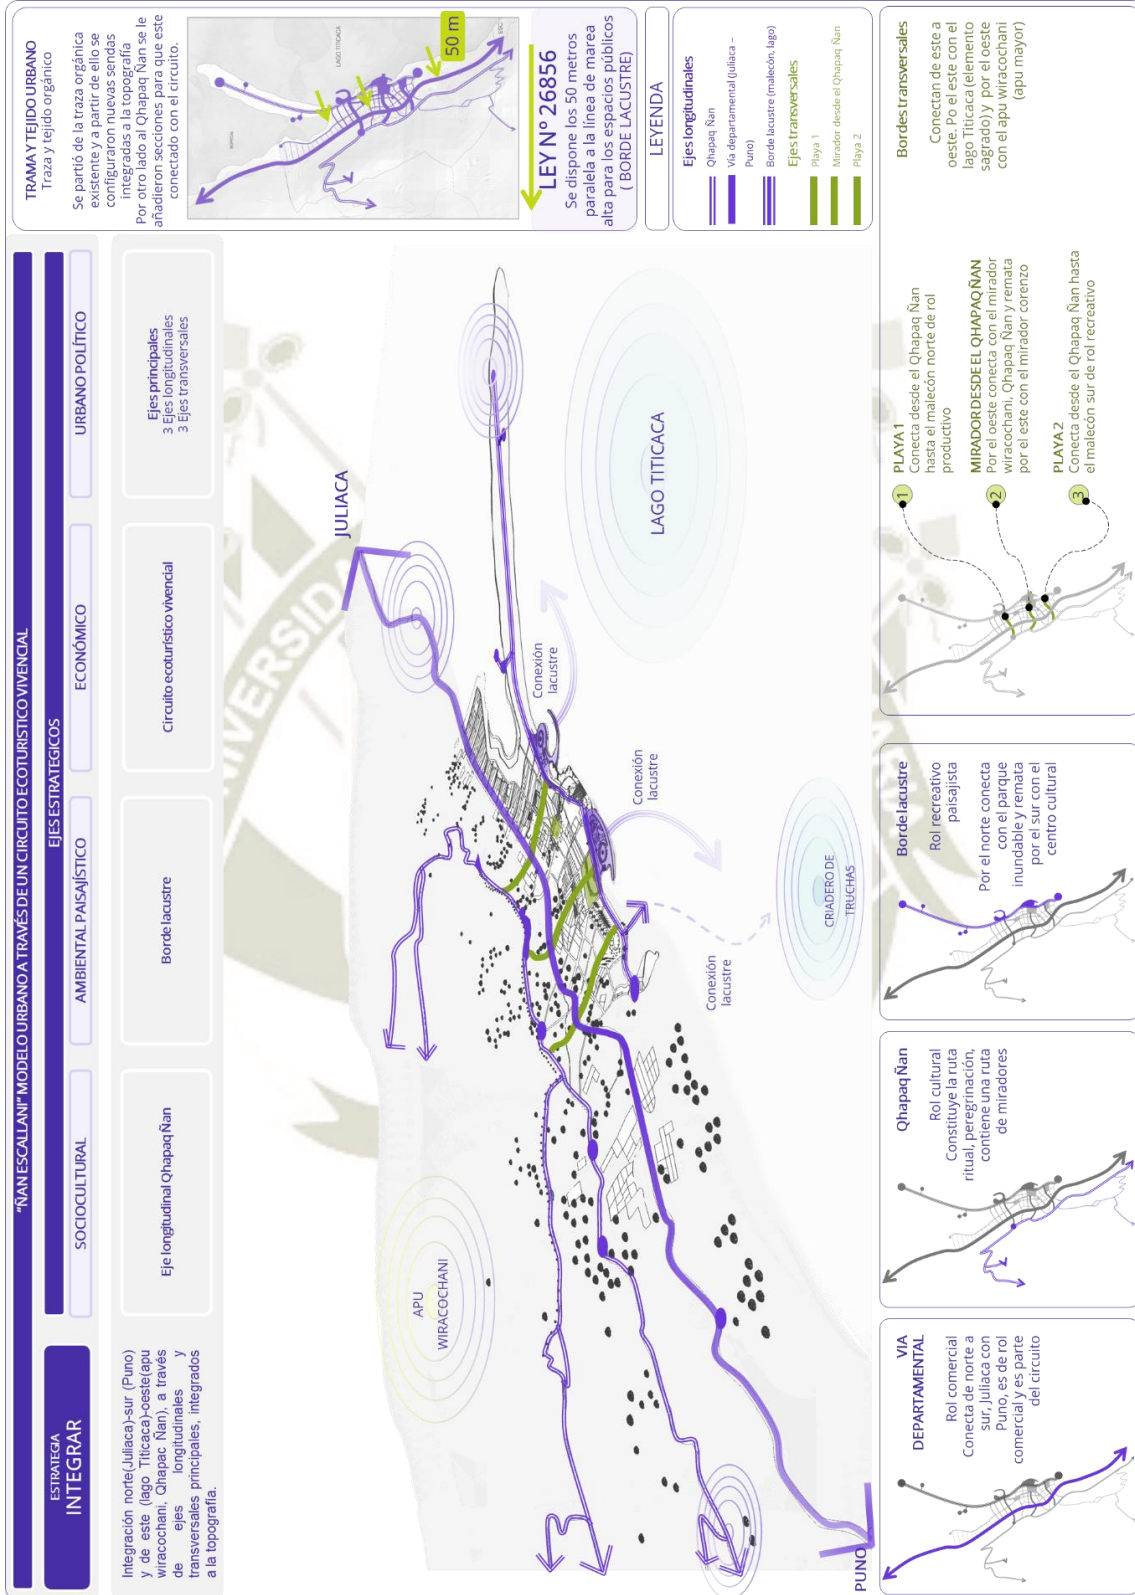 "ÑAN ESCALLANI" MODELO URBANO A TRAVÉS DE UN CIRCUITO ECOTURISTICO VIVENCIAL
ESTRATEGIA
INTEGRAR
EJES ESTRATEGICOS
SOCIOCULTURAL
AMBIENTAL PAISAJÍSTICO
ECONÓMICO
URBANO POLÍTICO
Integración norte(Juliaca)-sur (Puno)
y de este (lago Titicaca)-oeste(apu
wiracochani, Qhapac Ñan), a través
de ejes longitudinales y
transversales principales, integrados
a la topografía.
Eje longitudinal Qhapaq Ñan
Borde lacustre
Circuito ecoturístico vivencial
Ejes principales
3 Ejes longitudinales
3 Ejes transversales
TRAMA Y TEJIDO URBANO
Traza y tejido orgánico
Se partió de la traza orgánica
existente y a partir de ello se
configuraron nuevas sendas
integradas a la topografía
Por otro lado al Qhapaq Ñan se le
añadieron secciones para que este
conectado con el circuito.
LAGO TITICACA
50 m
LEY N° 26856
Se dispone los 50 metros
paralela a la línea de marea
alta para los espacios públicos
( BORDE LACUSTRE)
LEYENDA
Ejes longitudinales
Qhapaq Ñan
Vía departamental (Juliaca –
Puno)
Borde lacustre (malecón, lago)
Ejes transversales
Playa 1
Mirador desde el Qhapaq Ñan
Playa 2
JULIACA
LAGO TITICACA
Conexión
lacustre
Conexión
lacustre
Conexión
lacustre
CRIADERO DE
TRUCHAS
APU
WIRACOCHANI
PUNO
UNIVERSIDA
VIA
DEPARTAMENTAL
Rol comercial
Conecta de norte a
sur, Juliaca con
Puno, es de rol
comercial y es parte
del circuito
Qhapaq Ñan
Rol cultural
Constituye la ruta
ritual, peregrinación,
contiene una ruta
de miradores
Borde lacustre
Rol recreativo
paisajista
Por el norte conecta
con el parque
inundable y remata
por el sur con el
centro cultural
1
PLAYA 1
Conecta desde el Qhapaq Ñan
hasta el malecón norte de rol
productivo
2
MIRADOR DESDE EL QHAPAQ ÑAN
Por el oeste conecta con el mirador
wiracochani, Qhapaq Ñan y remata
por el este con el mirador corenzo
3
PLAYA 2
Conecta desde el Qhapaq Ñan hasta
el malecón sur de rol recreativo
Bordes transversales
Conectan de este a
oeste. Po el este con el
lago Titicaca (elemento
sagrado) y por el oeste
con el apu wiracochani
(apu mayor)